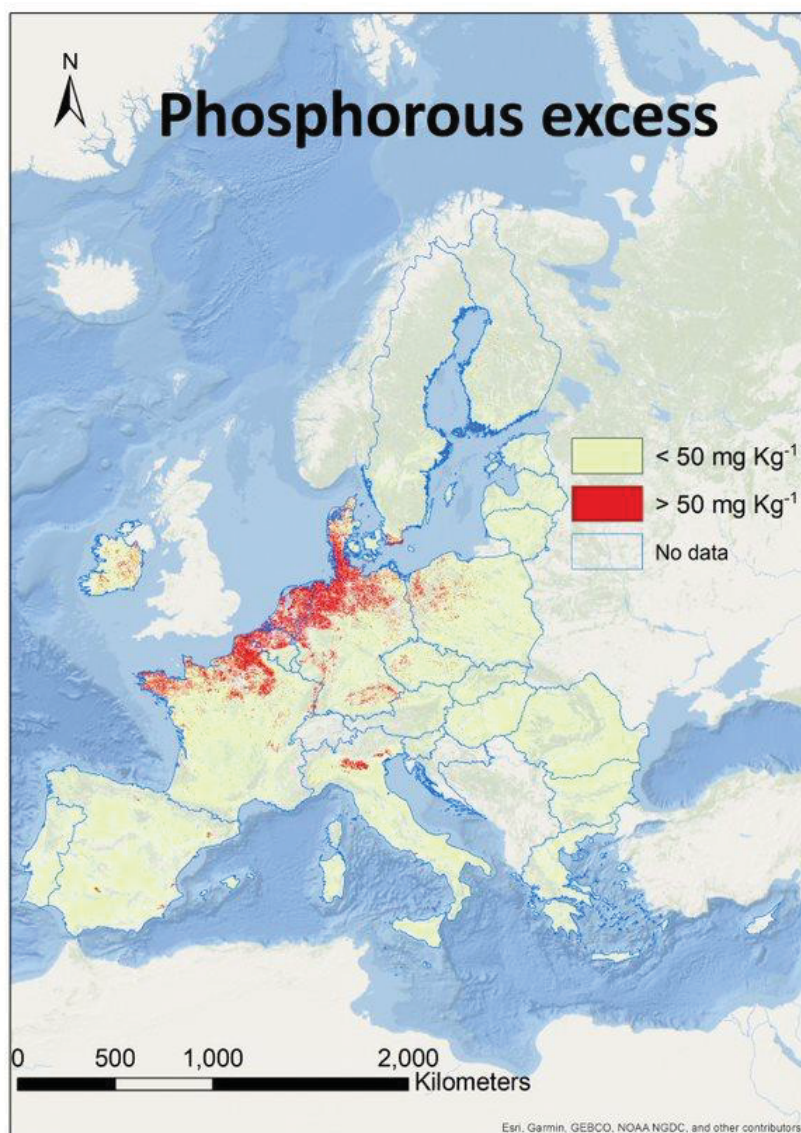 N
Phosphorous excess
< 50 mg Kg⁻¹
> 50 mg Kg⁻¹
No data
0 500 1,000 2,000
Kilometers
Esri, Garmin, GEBCO, NOAA NGDC, and other contributors